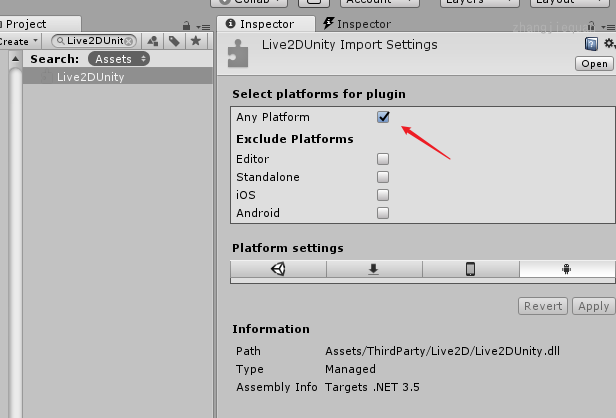 Collab
Account
Layers
Layout
Project
Inspector
Inspector
Create
Live2DUnit
Live2DUnity Import Settings
Open
Search: Assets
Live2DUnity
Select platforms for plugin
Any Platform
Exclude Platforms
Editor
Standalone
iOS
Android
Platform settings
Revert Apply
Information
Path Assets/ThirdParty/Live2D/Live2DUnity.dll
Type Managed
Assembly Info Targets .NET 3.5